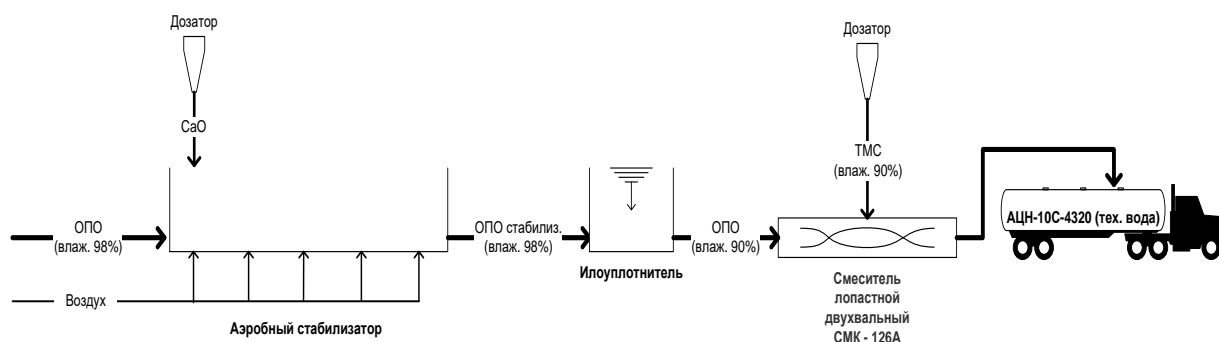 Дозатор
CaO
ОПО
(влаж. 98%)
Воздух
Аэробный стабилизатор
ОПО стабилиз.
(влаж. 98%)
Илоуплотнитель
ОПО
(влаж. 90%)
Дозатор
ТМС
(влаж. 90%)
Смеситель
лопастной
двухвальный
СМК - 126А
АЦН-10С-4320 (тех. вода)